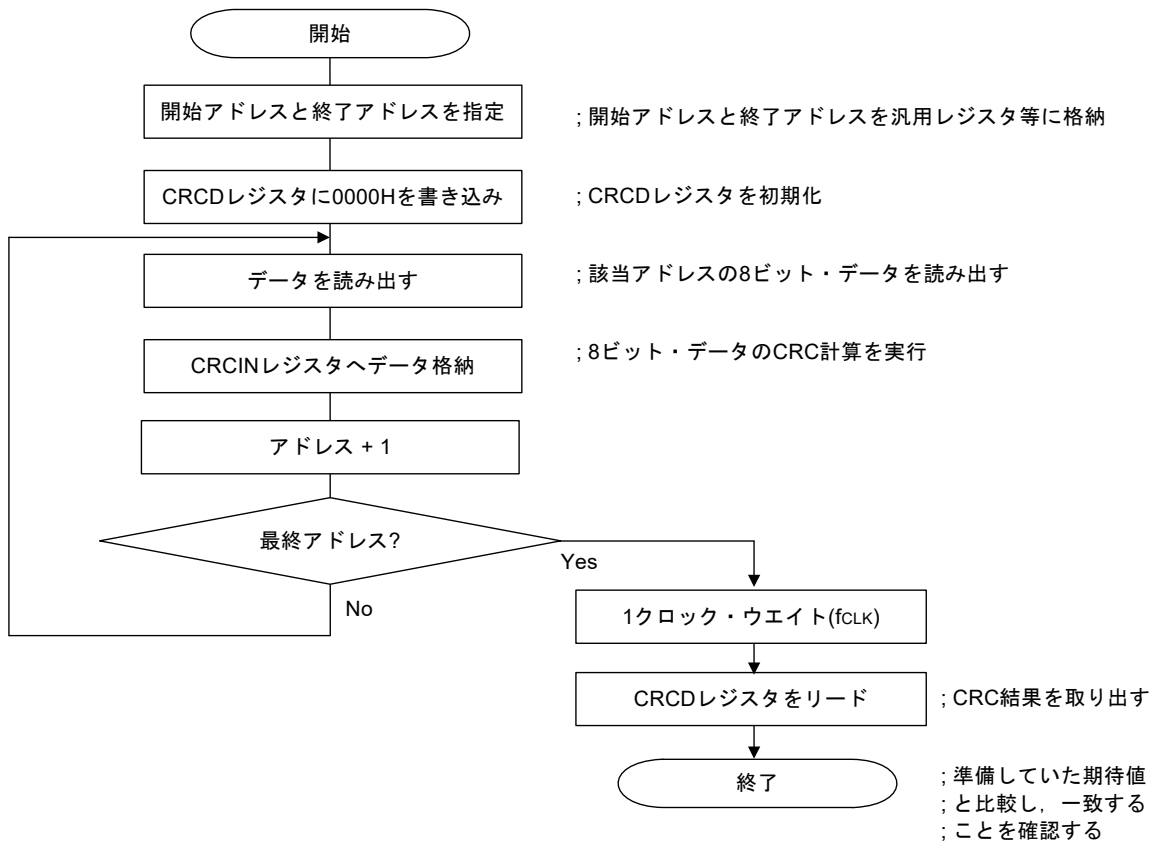 開始
開始アドレスと終了アドレスを指定
; 開始アドレスと終了アドレスを汎用レジスタ等に格納
CRCDレジスタに0000Hを書き込み
; CRCDレジスタを初期化
データを読み出す
; 該当アドレスの8ビット・データを読み出す
CRCINレジスタへデータ格納
; 8ビット・データのCRC計算を実行
アドレス + 1
最終アドレス?
Yes
No
1クロック・ウエイト(fCLK)
CRCDレジスタをリード
; CRC結果を取り出す
終了
; 準備していた期待値
; と比較し，一致する
; ことを確認する